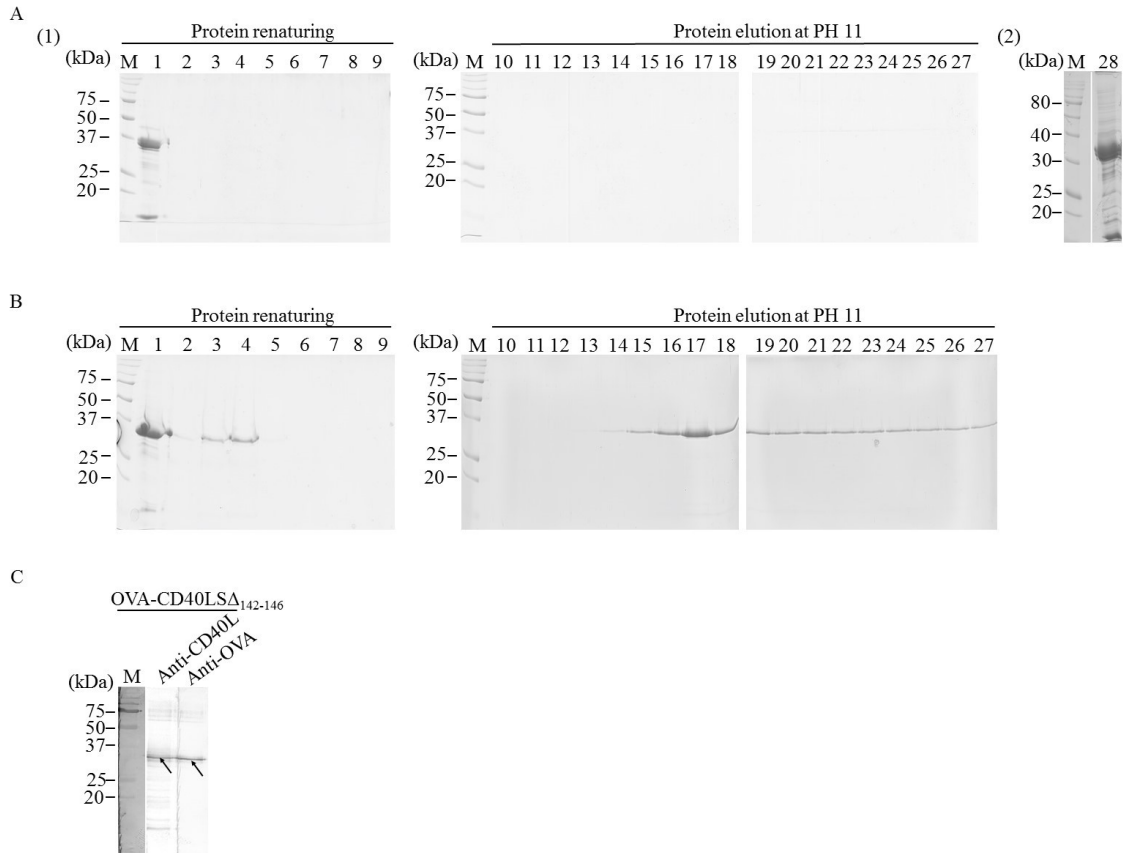 A
(1)
Protein renaturing
(kDa) M 1 2 3 4 5 6 7 8 9
75
50
37
25
20
Protein elution at PH 11
(kDa) M 10 11 12 13 14 15 16 17 18 19 20 21 22 23 24 25 26 27
75
50
37
25
20
(2)
(kDa) M 28
80
40
30
25
20
B
Protein renaturing
(kDa) M 1 2 3 4 5 6 7 8 9
75
50
37
25
20
Protein elution at PH 11
(kDa) M 10 11 12 13 14 15 16 17 18 19 20 21 22 23 24 25 26 27
75
50
37
25
20
C
OVA-CD40LSΔ142-146
Anti-CD40L
Anti-OVA
(kDa) M
75
50
37
25
20